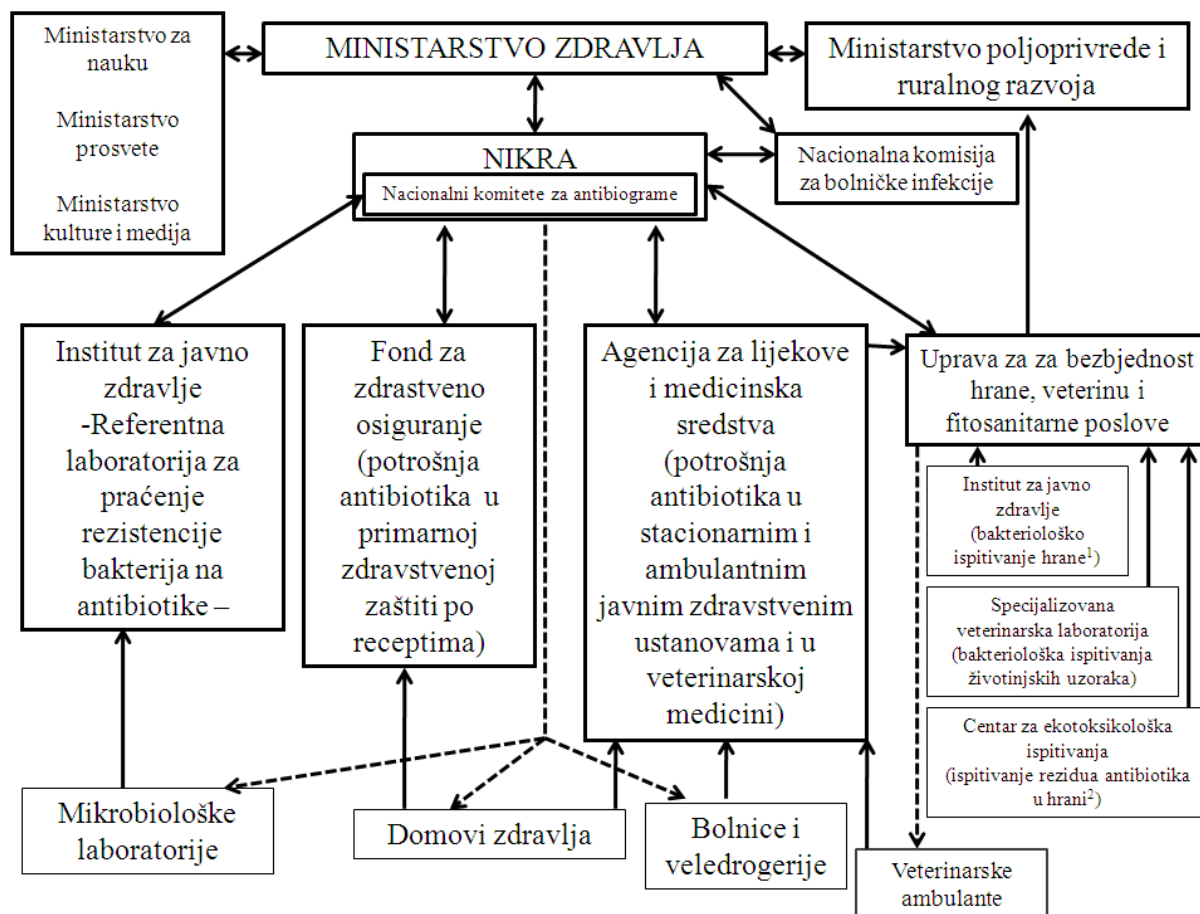 Ministarstvo za
nauku
Ministarstvo
prosvete
Ministarstvo
kulture i medija
MINISTARSTVO ZDRAVLJA
Ministarstvo poljoprivrede i
ruralnog razvoja
NIKRA
Nacionalni komitete za antibiograme
Nacionalna komisija
za bolničke infekcije
Institut za javno
zdravlje
-Referentna
laboratorija za
praćenje
rezistencije
bakterija na
antibiotike –
Fond za
zdrastveno
osiguranje
(potrošnja
antibiotika u
primarnoj
zdravstvenoj
zaštiti po
receptima)
Agencija za lijekove
i medicinska
sredstva
(potrošnja
antibiotika u
stacionarnim i
ambulantnim
javnim zdravstvenim
ustanovama i u
veterinarskoj
medicini)
Uprava za za bezbjednost
hrane, veterinu i
fitosanitarne poslove
Institut za javno
zdravlje
(bakteriološko
ispitivanje hrane¹)
Specijalizovana
veterinarska laboratorija
(bakteriološka ispitivanja
životinjskih uzoraka)
Centar za ekotoksikološka
ispitivanja
(ispitivanje rezidua antibiotika
u hrani²)
Mikrobiološke
laboratorije
Domovi zdravlja
Bolnice i
veledrogerije
Veterinarske
ambulante